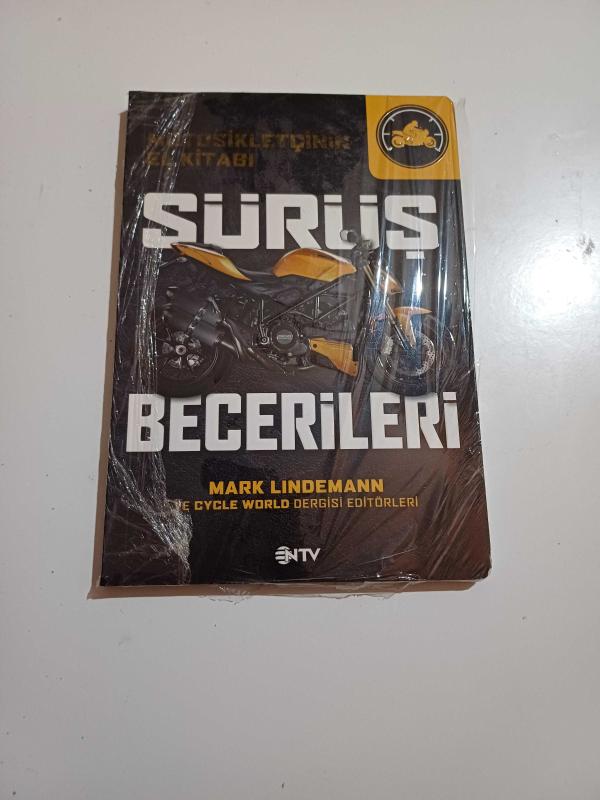 MOTOSİKLETÇİNİN
EL KİTABI
SÜRÜŞ
BECERİLERİ
MARK LINDEMANN
VE CYCLE WORLD DERGİSİ EDİTÖRLERİ
NTV